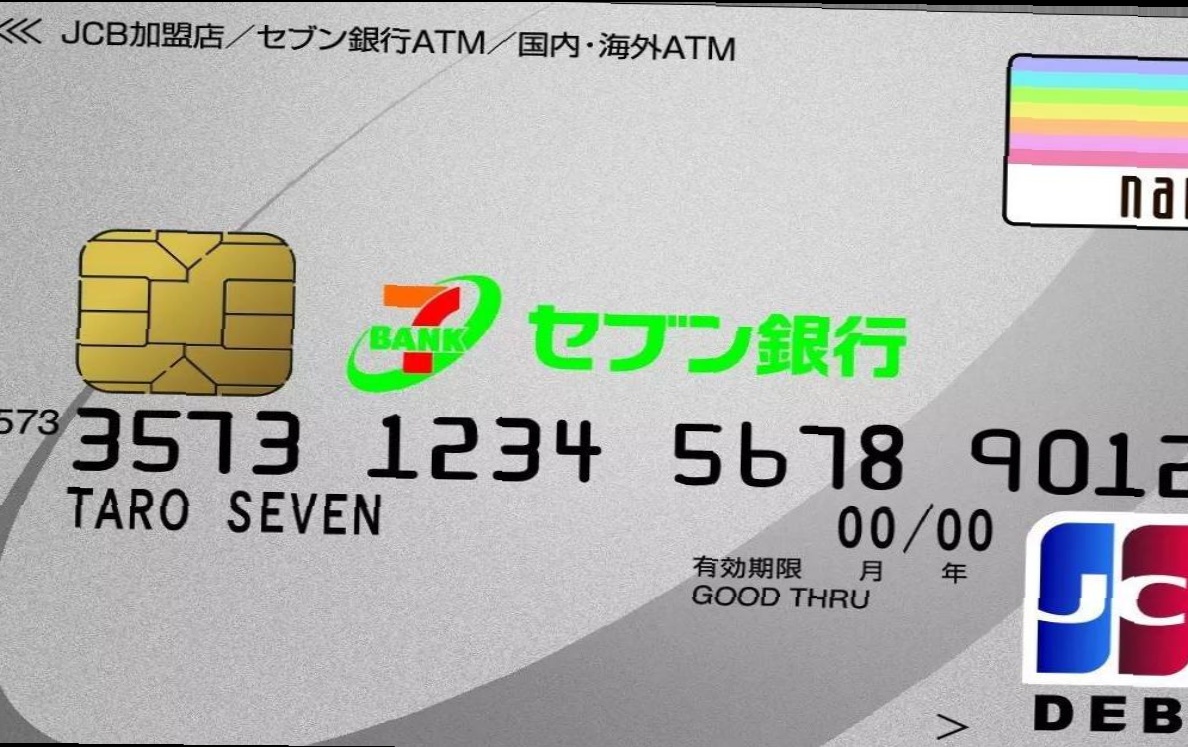 <<< JCB加盟店／セブン銀行ATM／国内・海外ATM
BANK セブン銀行
573
3573 1234 5678 9012
TARO SEVEN
00/00
有効期限 月 年
GOOD THRU
JC
DEB
>